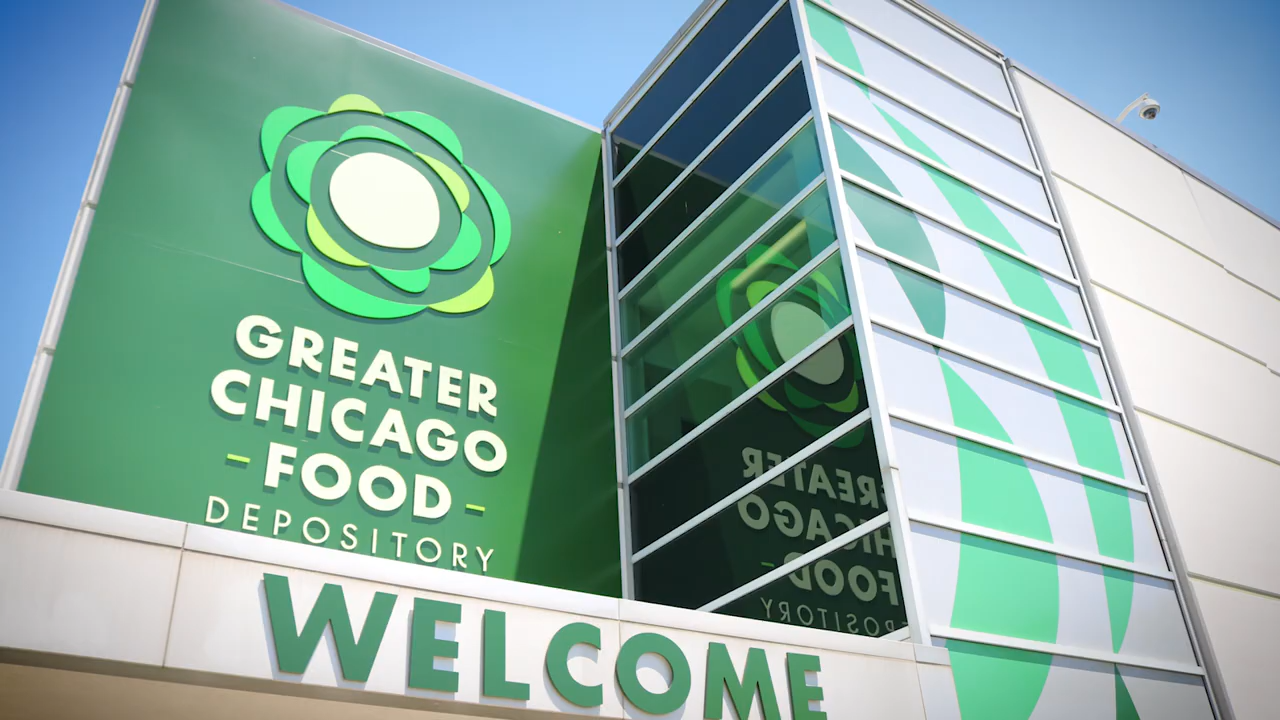 GREATER
CHICAGO
- FOOD -
DEPOSITORY
WELCOME